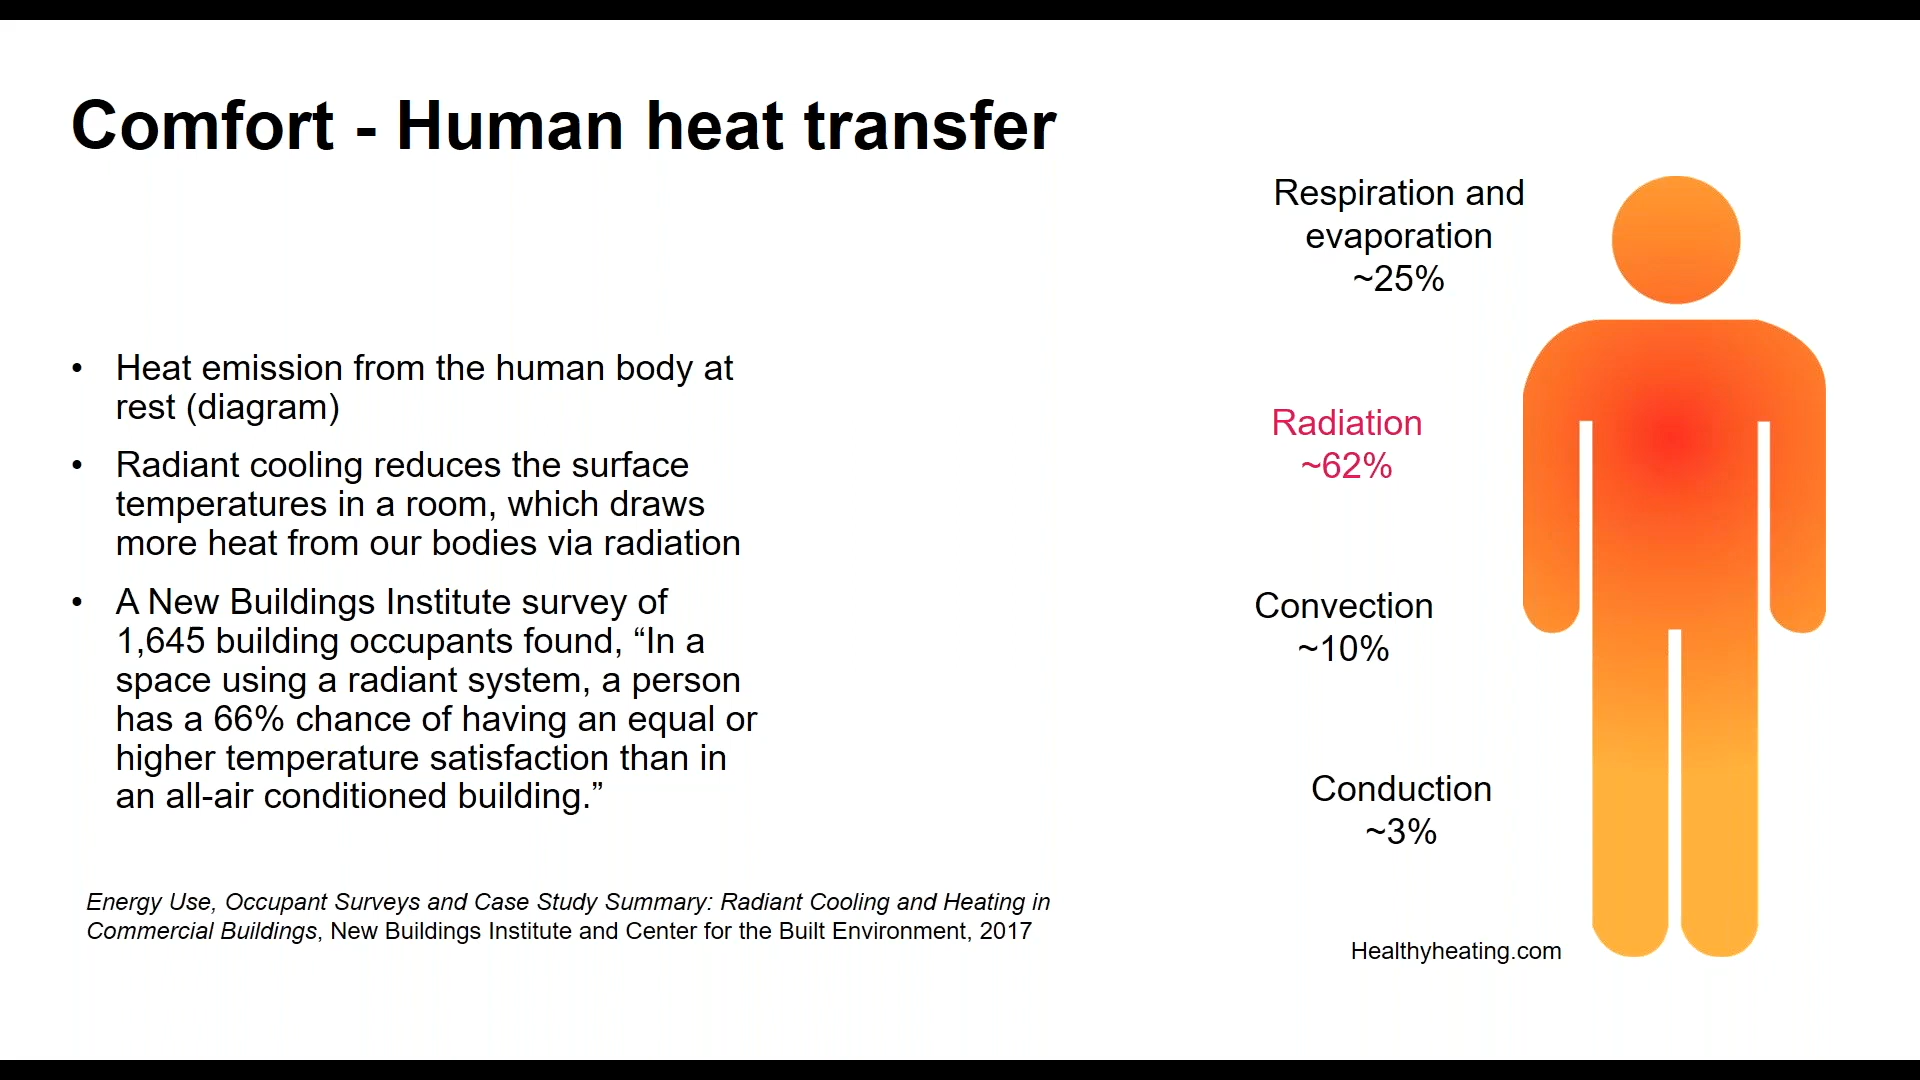 Comfort - Human heat transfer
• Heat emission from the human body at
rest (diagram)
• Radiant cooling reduces the surface
temperatures in a room, which draws
more heat from our bodies via radiation
• A New Buildings Institute survey of
1,645 building occupants found, “In a
space using a radiant system, a person
has a 66% chance of having an equal or
higher temperature satisfaction than in
an all-air conditioned building.”
Energy Use, Occupant Surveys and Case Study Summary: Radiant Cooling and Heating in
Commercial Buildings, New Buildings Institute and Center for the Built Environment, 2017
Respiration and
evaporation
~25%
Radiation
~62%
Convection
~10%
Conduction
~3%
Healthyheating.com